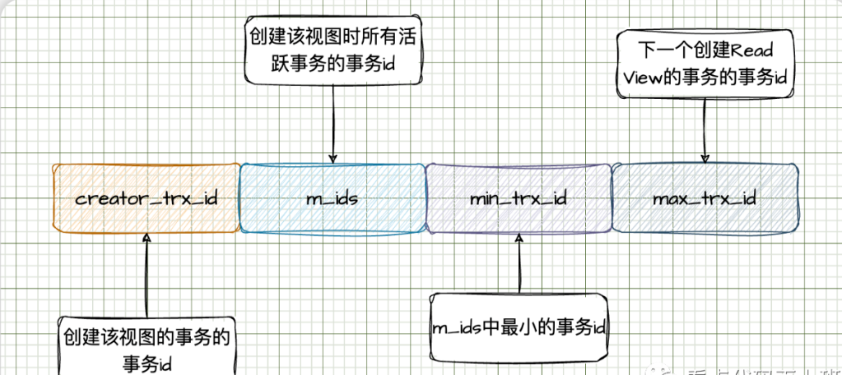 创建该视图时所有活
跃事务的事务id
下一个创建Read
View的事务的事务id
creator_trx_id
m_ids
min_trx_id
max_trx_id
创建该视图的事务的
事务id
m_ids中最小的事务id